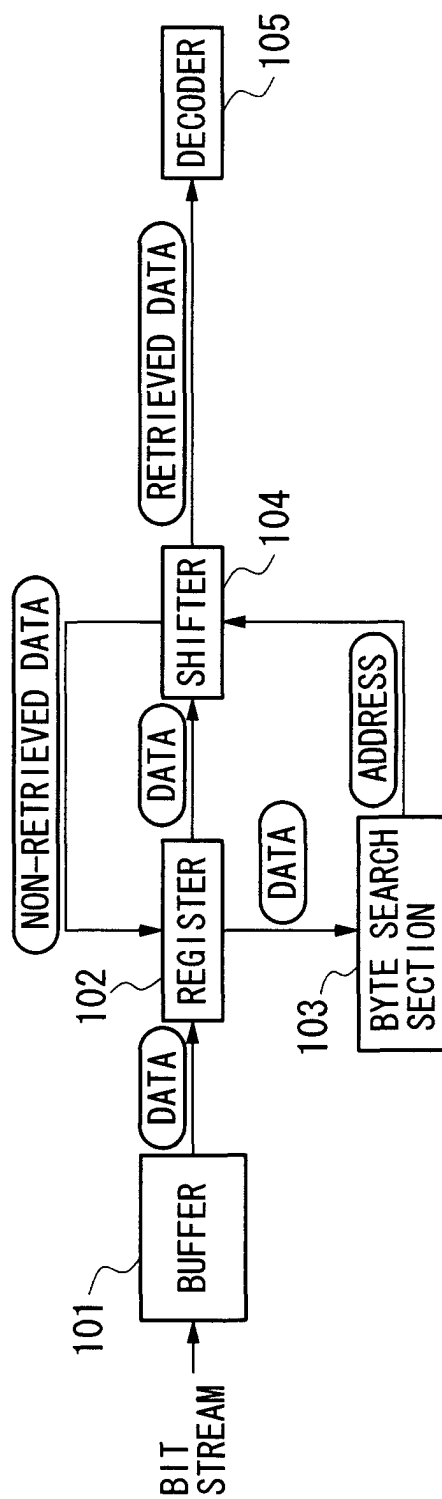 BIT
STREAM
101
BUFFER
DATA
102
REGISTER
NON-RETRIEVED DATA
DATA
DATA
103
BYTE SEARCH
SECTION
ADDRESS
SHIFTER
104
RETRIEVED DATA
DECODER
105